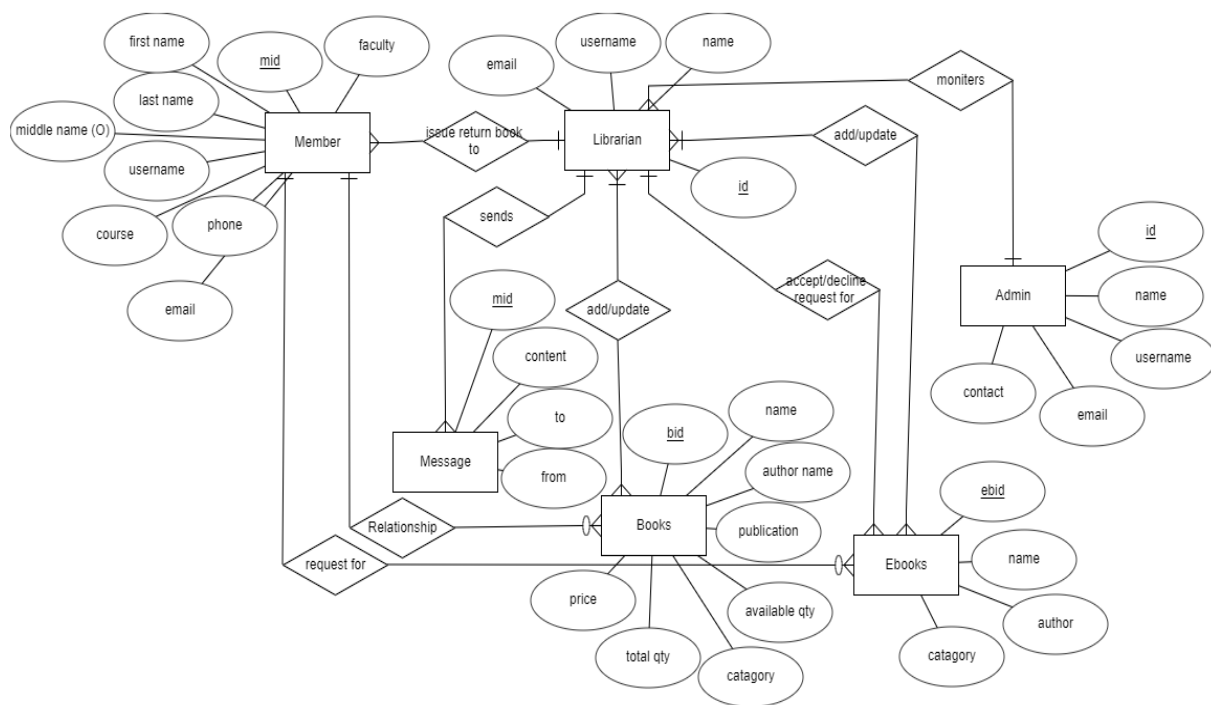 first name
mid
faculty
email
username
name
moniters
last name
middle name (O)
Member
issue return book
to
Librarian
add/update
username
id
course
phone
sends
email
mid
add/update
accept/decline
request for
id
Admin
name
username
contact
email
content
to
from
Message
bid
name
author name
publication
Books
Relationship
request for
price
total qty
catagory
available qty
ebid
name
Ebooks
author
catagory